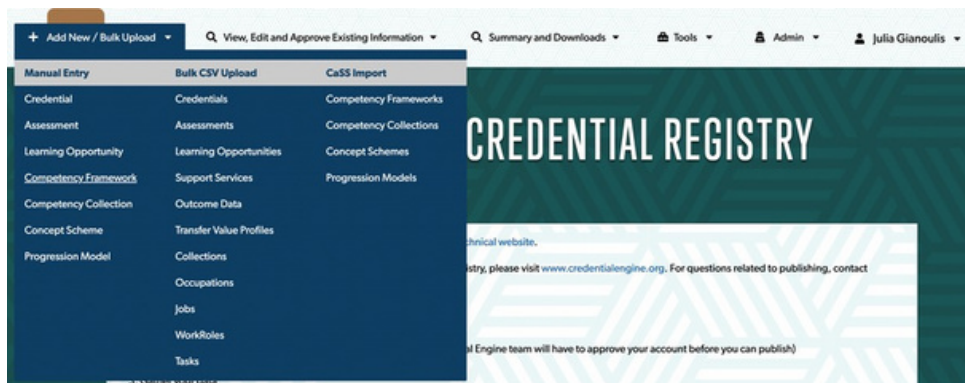 + Add New / Bulk Upload
View, Edit and Approve Existing Information
Summary and Downloads
Tools
Admin
Julia Gianoulis
Manual Entry Bulk CSV Upload CaSS Import
Credential Credentials Competency Frameworks
Assessment Assessments Competency Collections
Learning Opportunity Learning Opportunities Concept Schemes
Competency Framework Support Services Progression Models
Competency Collection Outcome Data
Concept Scheme Transfer Value Profiles
Progression Model Collections
Occupations
Jobs
WorkRoles
Tasks
CREDENTIAL REGISTRY
website.
please visit www.credentialengine.org. For questions related to publishing, contact
Engine team will have to approve your account before you can publish)